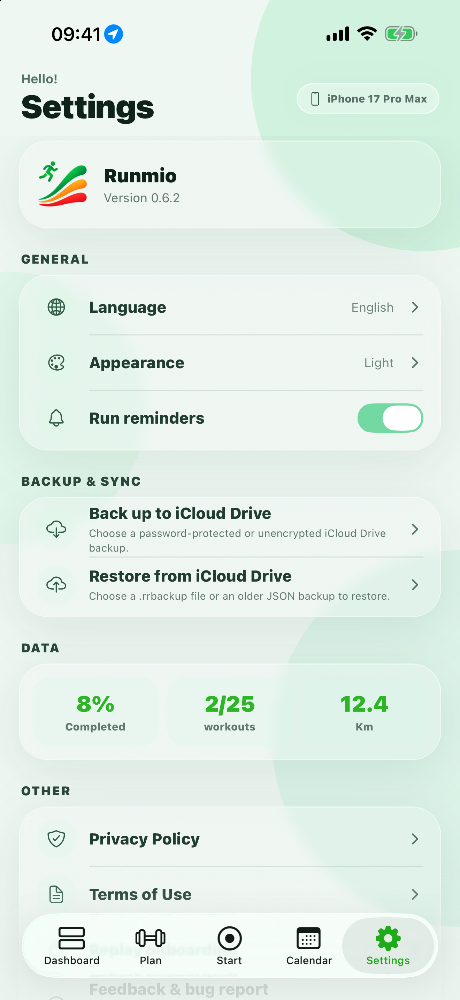 09:41
Hello!
Settings
iPhone 17 Pro Max
Runmio
Version 0.6.2
GENERAL
Language
English
Appearance
Light
Run reminders
BACKUP & SYNC
Back up to iCloud Drive
Choose a password-protected or unencrypted iCloud Drive
backup.
Restore from iCloud Drive
Choose a .rrbackup file or an older JSON backup to restore.
DATA
8%
Completed
2/25
workouts
12.4
Km
OTHER
Privacy Policy
Terms of Use
Replay onboarding
Dashboard
Plan
Start
Calendar
Settings
Feedback & bug report